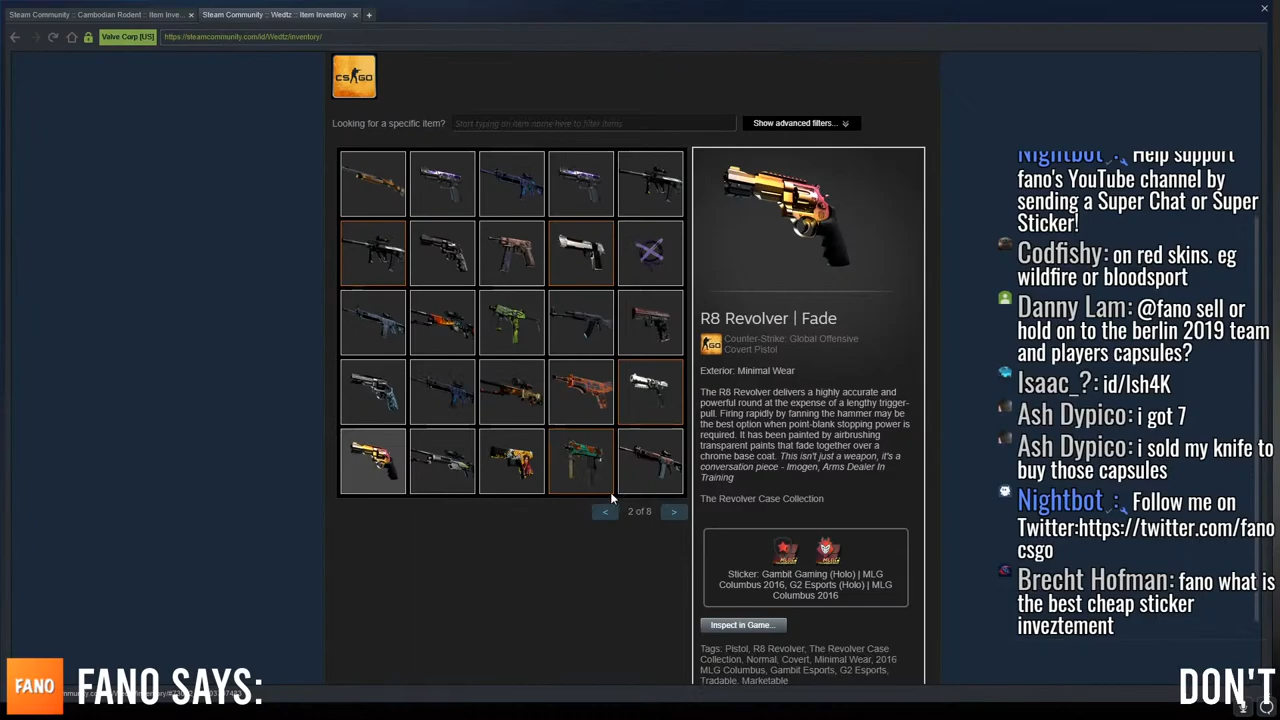 Steam Community :: Cambodian Rodent :: Item Inve...
Steam Community :: Wedtz :: Item Inventory
Valve Corp [US]
https://steamcommunity.com/id/Wedtz/inventory/
CS GO
Looking for a specific item?
Start typing an item name here to filter items
Show advanced filters...
R8 Revolver | Fade
Counter-Strike: Global Offensive
Covert Pistol
Exterior: Minimal Wear
The R8 Revolver delivers a highly accurate and
powerful round at the expense of a lengthy trigger-
pull. Firing rapidly by fanning the hammer may be
the best option when point-blank stopping power is
required. It has been painted by airbrushing
transparent paints that fade together over a
chrome base coat. This isn't just a weapon, it's a
conversation piece - Imogen, Arms Dealer In
Training
The Revolver Case Collection
Sticker: Gambit Gaming (Holo) | MLG
Columbus 2016, G2 Esports (Holo) | MLG
Columbus 2016
Inspect in Game...
Tags: Pistol, R8 Revolver, The Revolver Case
Collection, Normal, Covert, Minimal Wear, 2016
MLG Columbus, Gambit Esports, G2 Esports,
Tradable, Marketable
< 2 of 8 >
Nightbot : Help support
fano's YouTube channel by
sending a Super Chat or Super
Sticker!
Codfishy: on red skins. eg
wildfire or bloodsport
Danny Lam: @fano sell or
hold on to the berlin 2019 team
and players capsules?
Isaac_?: id/Ish4K
Ash Dypico: i got 7
Ash Dypico: i sold my knife to
buy those capsules
Nightbot : Follow me on
Twitter:https://twitter.com/fano
csgo
Brecht Hofman: fano what is
the best cheap sticker
inveztement
FANO
FANO SAYS:
DON'T